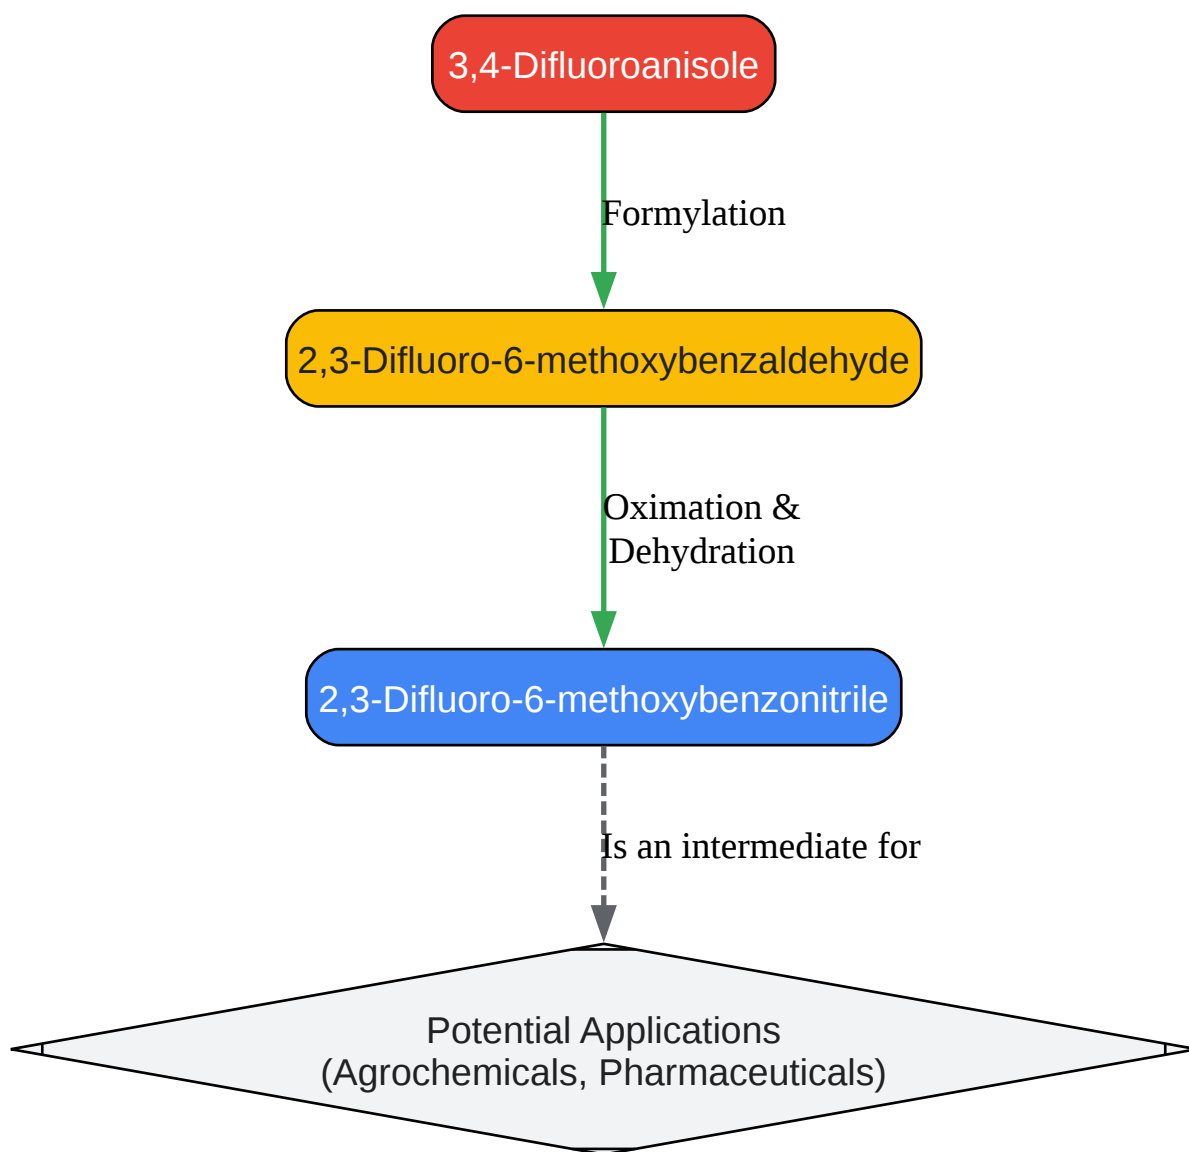 3,4-Difluoroanisole
Formylation
2,3-Difluoro-6-methoxybenzaldehyde
Oximation &
Dehydration
2,3-Difluoro-6-methoxybenzonitrile
Is an intermediate for
Potential Applications
(Agrochemicals, Pharmaceuticals)